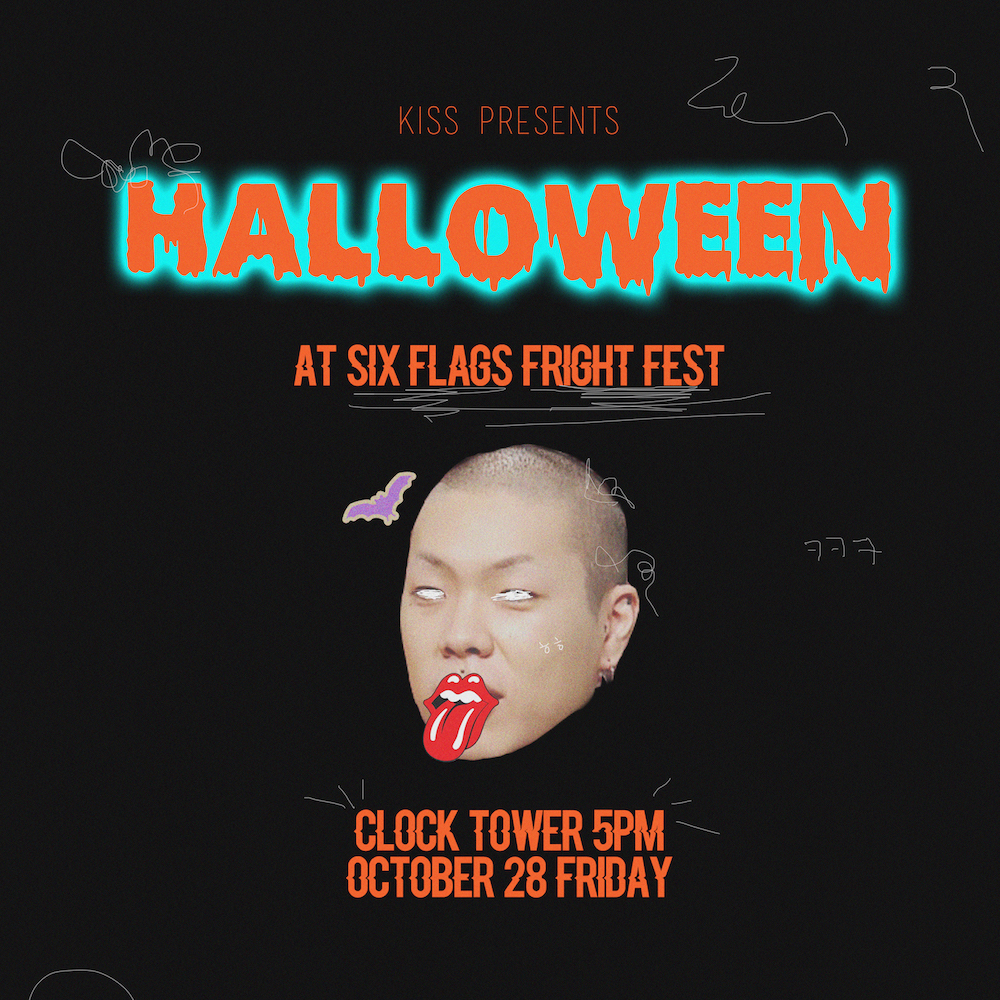 KISS PRESENTS
HALLOWEEN
AT SIX FLAGS FRIGHT FEST
ㅋㅋㅋ
CLOCK TOWER 5PM
OCTOBER 28 FRIDAY